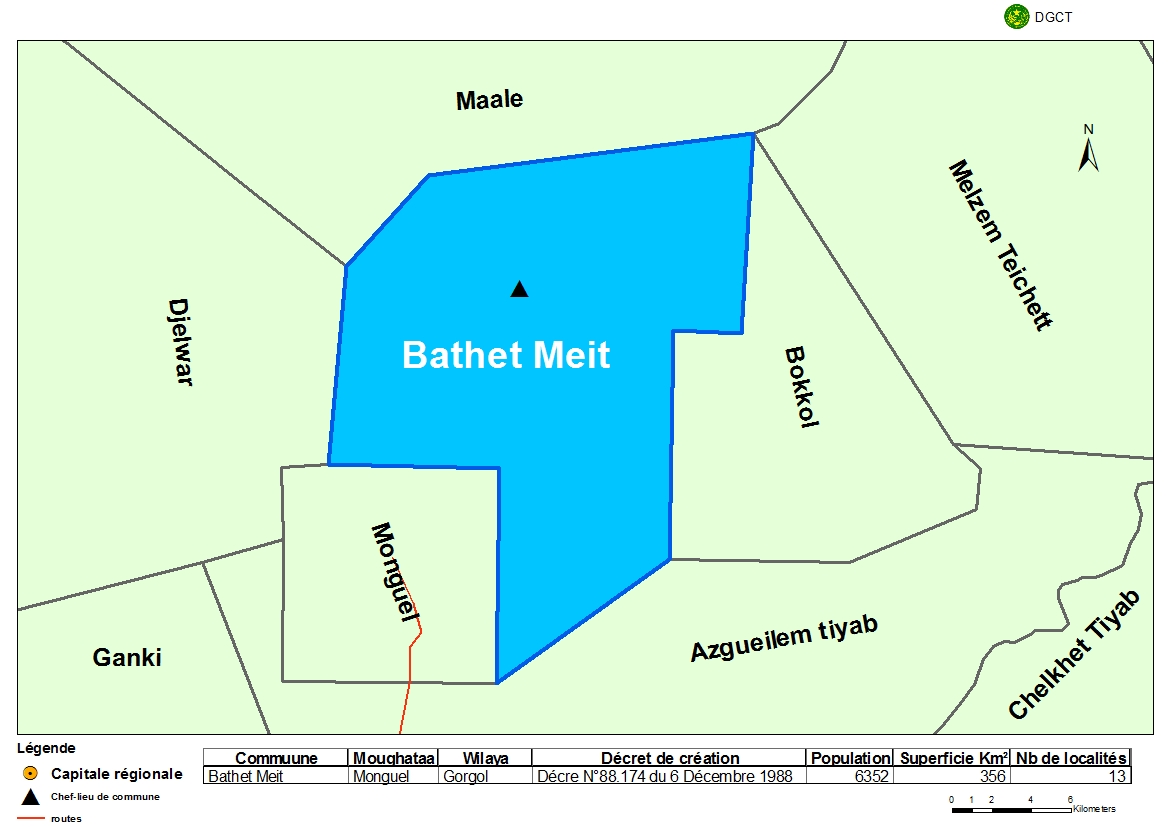 DGCT
Maale
N
Melzem Teichett
Djelwar
Bathet Meit
Bokkol
Monguel
Azgueilem tiyab
Chelkhet Tiyab
Ganki
Légende
Capitale régionale
Chef-lieu de commune
routes
Commuune Moughataa Wilaya Décret de création Population Superficie Km² Nb de localités
Bathet Meit Monguel Gorgol Décre N°88.174 du 6 Décembre 1988 6352 356 13
0 1 2 4 6
Kilometers